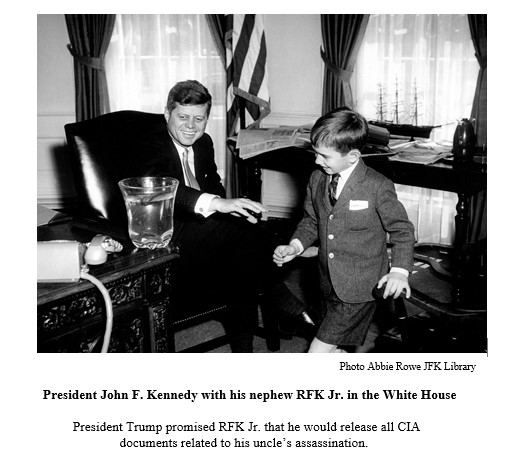 Photo Abbie Rowe JFK Library
President John F. Kennedy with his nephew RFK Jr. in the White House
President Trump promised RFK Jr. that he would release all CIA
documents related to his uncle’s assassination.